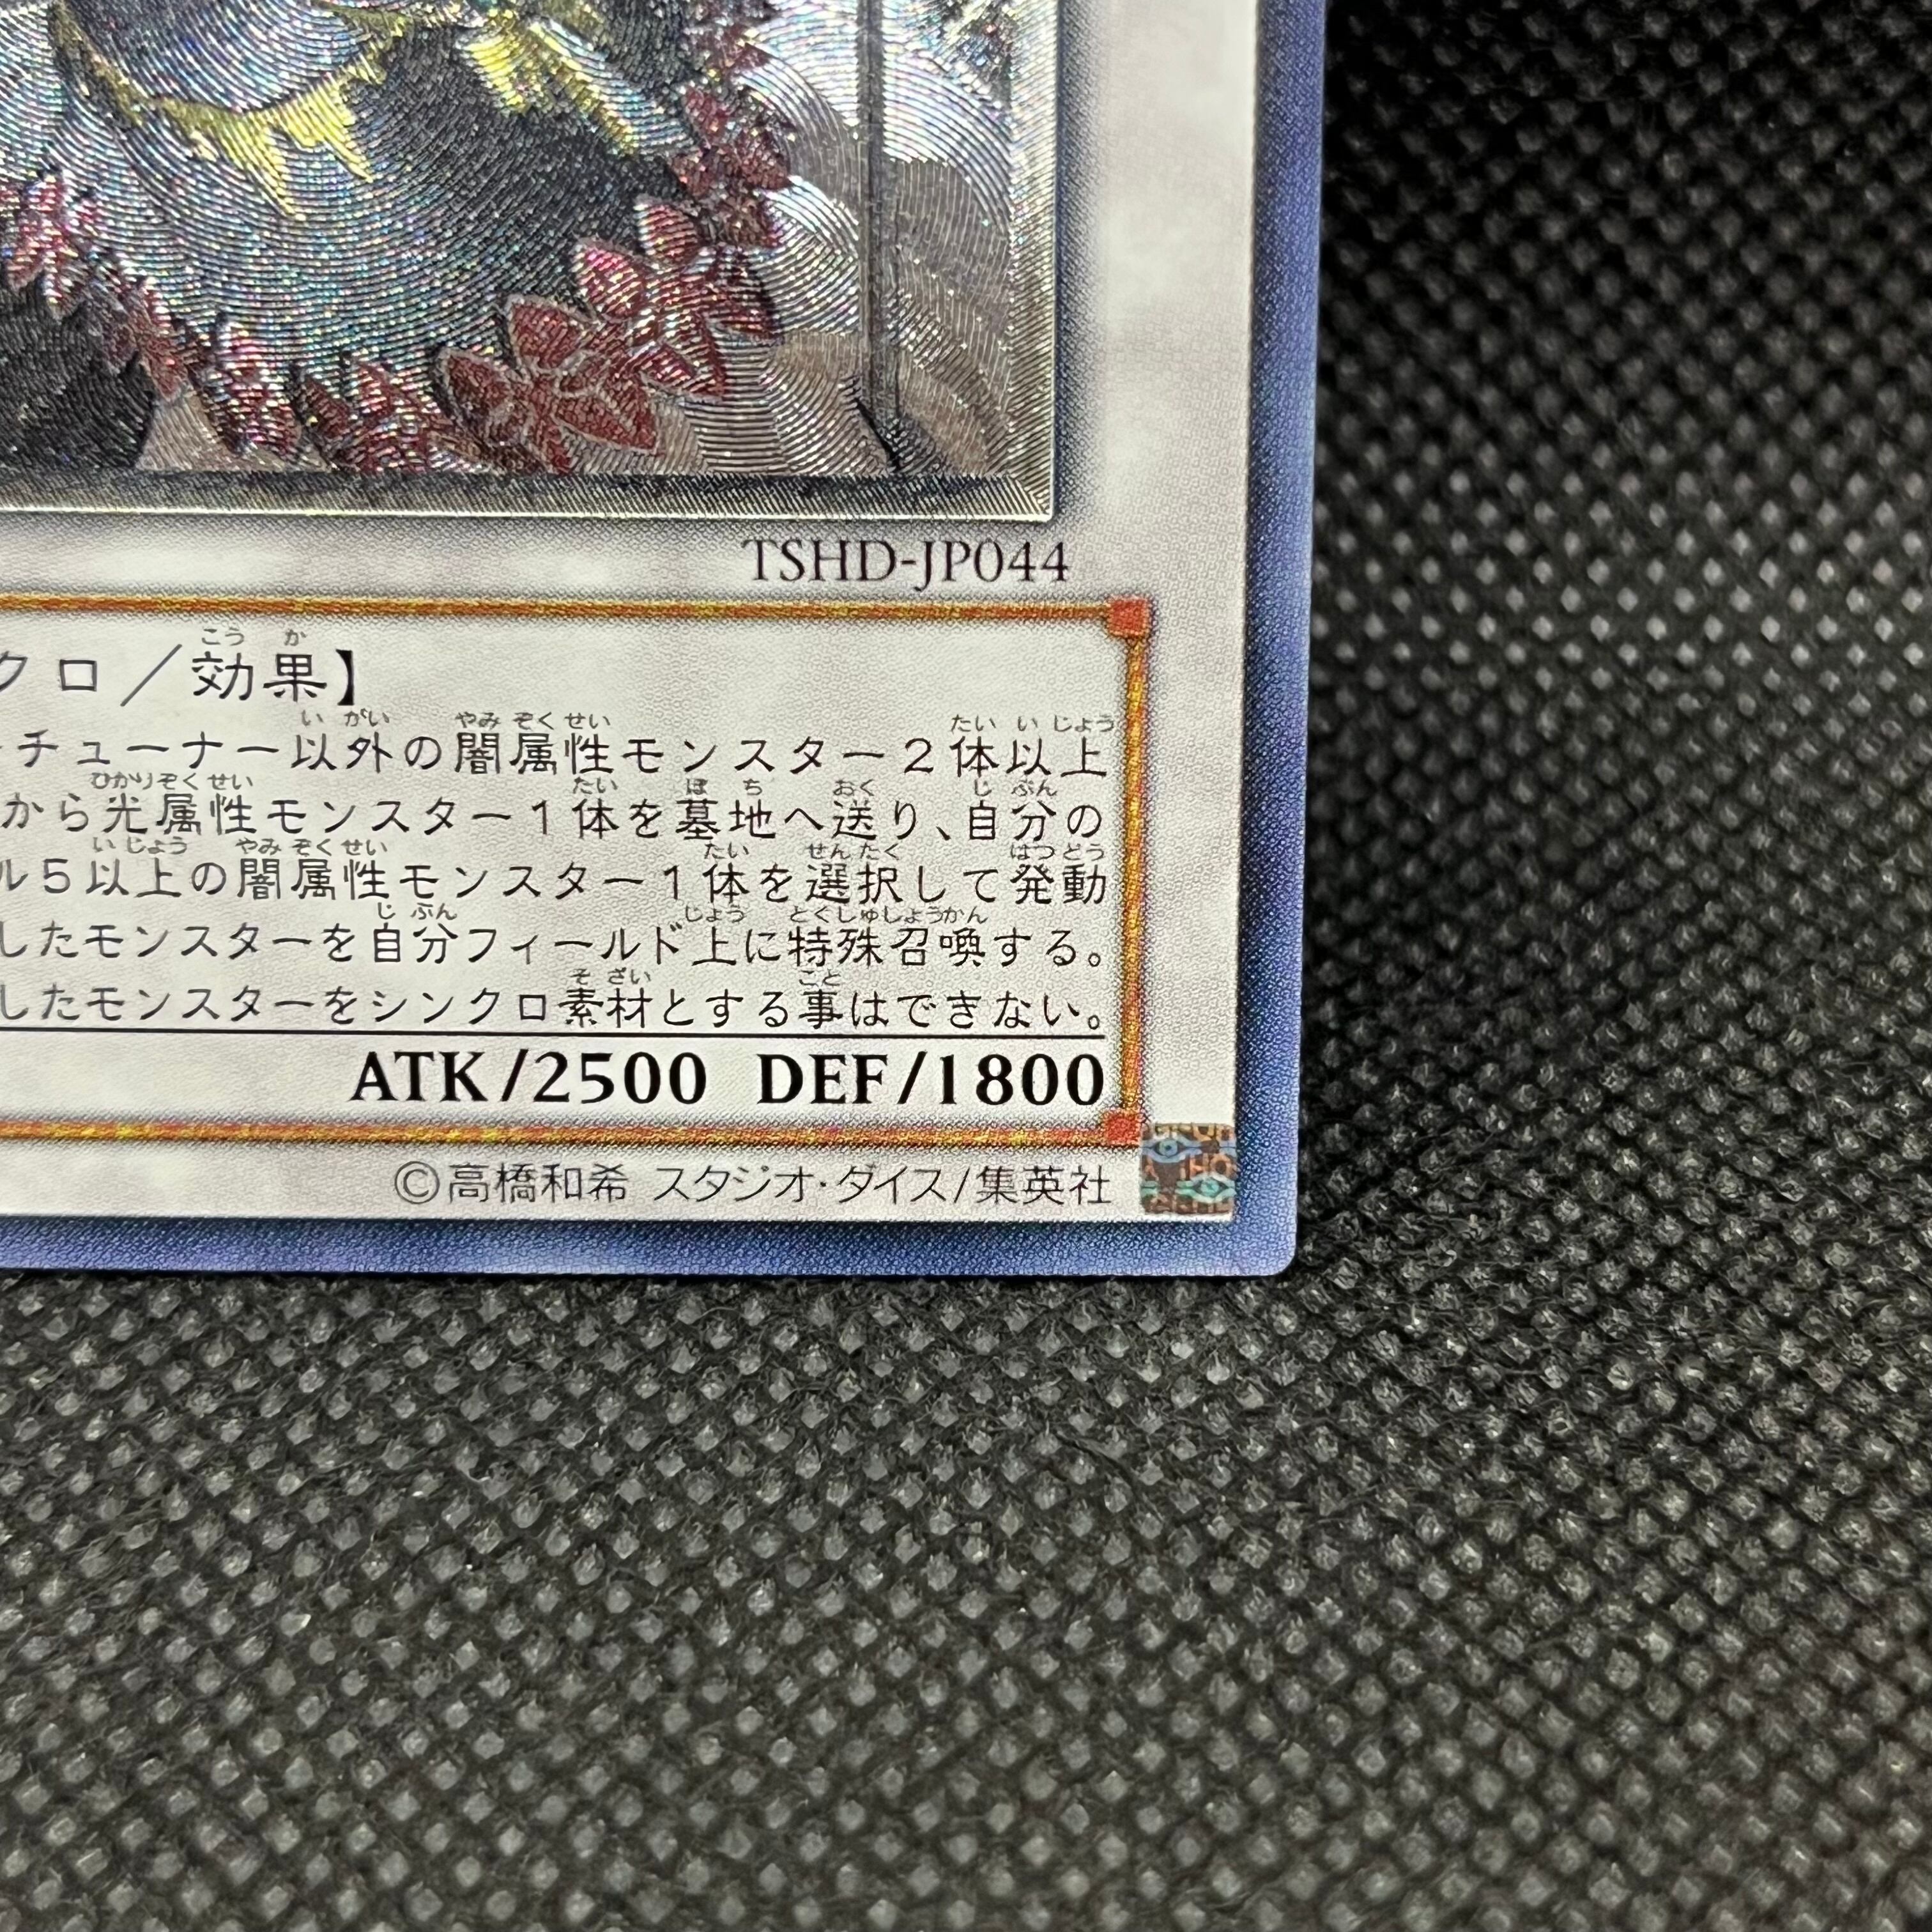 TSHD-JP044
クロ／効果】
チューナー以外の闇属性モンスター２体以上
から光属性モンスター１体を墓地へ送り、自分の
ル５以上の闇属性モンスター１体を選択して発動
したモンスターを自分フィールド上に特殊召喚する。
したモンスターをシンクロ素材とする事はできない。
ATK/2500 DEF/1800
©高橋和希 スタジオ・ダイス/集英社